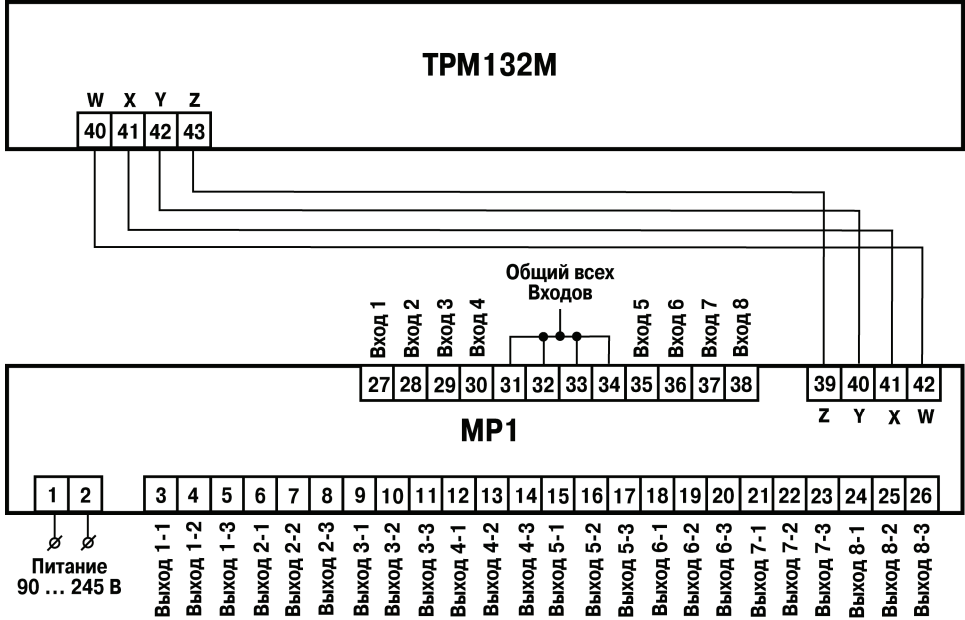 ТРМ132М
W X Y Z
40 41 42 43
Общий всех
Входов
Вход 1
Вход 2
Вход 3
Вход 4
Вход 5
Вход 6
Вход 7
Вход 8
27 28 29 30 31 32 33 34 35 36 37 38
39 40 41 42
Z Y X W
МР1
1 2
3 4 5 6 7 8 9 10 11 12 13 14 15 16 17 18 19 20 21 22 23 24 25 26
Питание
90 ... 245 В
Выход 1-1
Выход 1-2
Выход 1-3
Выход 2-1
Выход 2-2
Выход 2-3
Выход 3-1
Выход 3-2
Выход 3-3
Выход 4-1
Выход 4-2
Выход 4-3
Выход 5-1
Выход 5-2
Выход 5-3
Выход 6-1
Выход 6-2
Выход 6-3
Выход 7-1
Выход 7-2
Выход 7-3
Выход 8-1
Выход 8-2
Выход 8-3